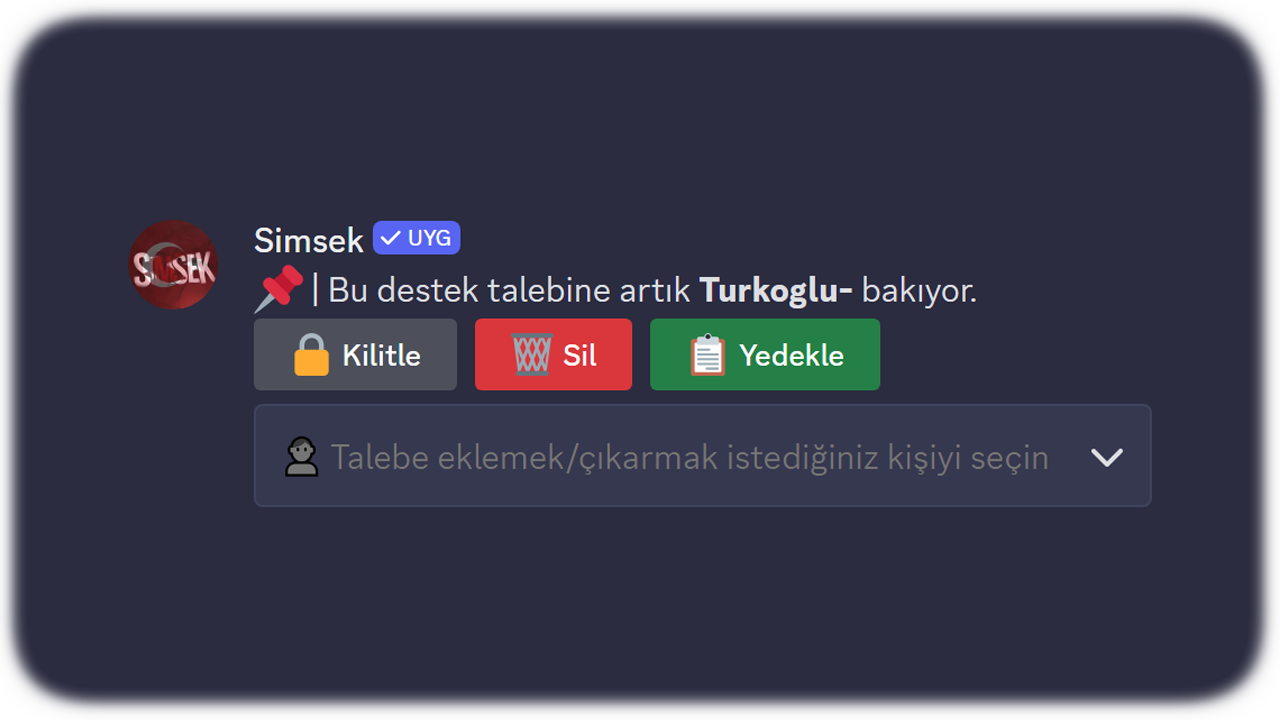 SIMSEK
Simsek UYG
| Bu destek talebine artık Turkoglu- bakıyor.
Kilitle Sil Yedekle
Talebe eklemek/çıkarmak istediğiniz kişiyi seçin